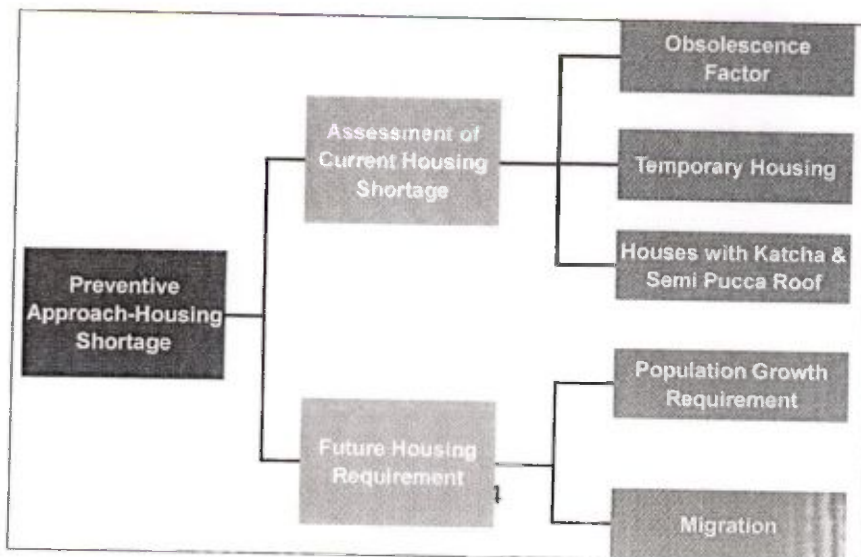 Obsolescence
Factor
Assessment of
Current Housing
Shortage
Temporary Housing
Houses with Katcha &
Semi Pucca Roof
Preventive
Approach-Housing
Shortage
Population Growth
Requirement
Future Housing
Requirement
4
Migration